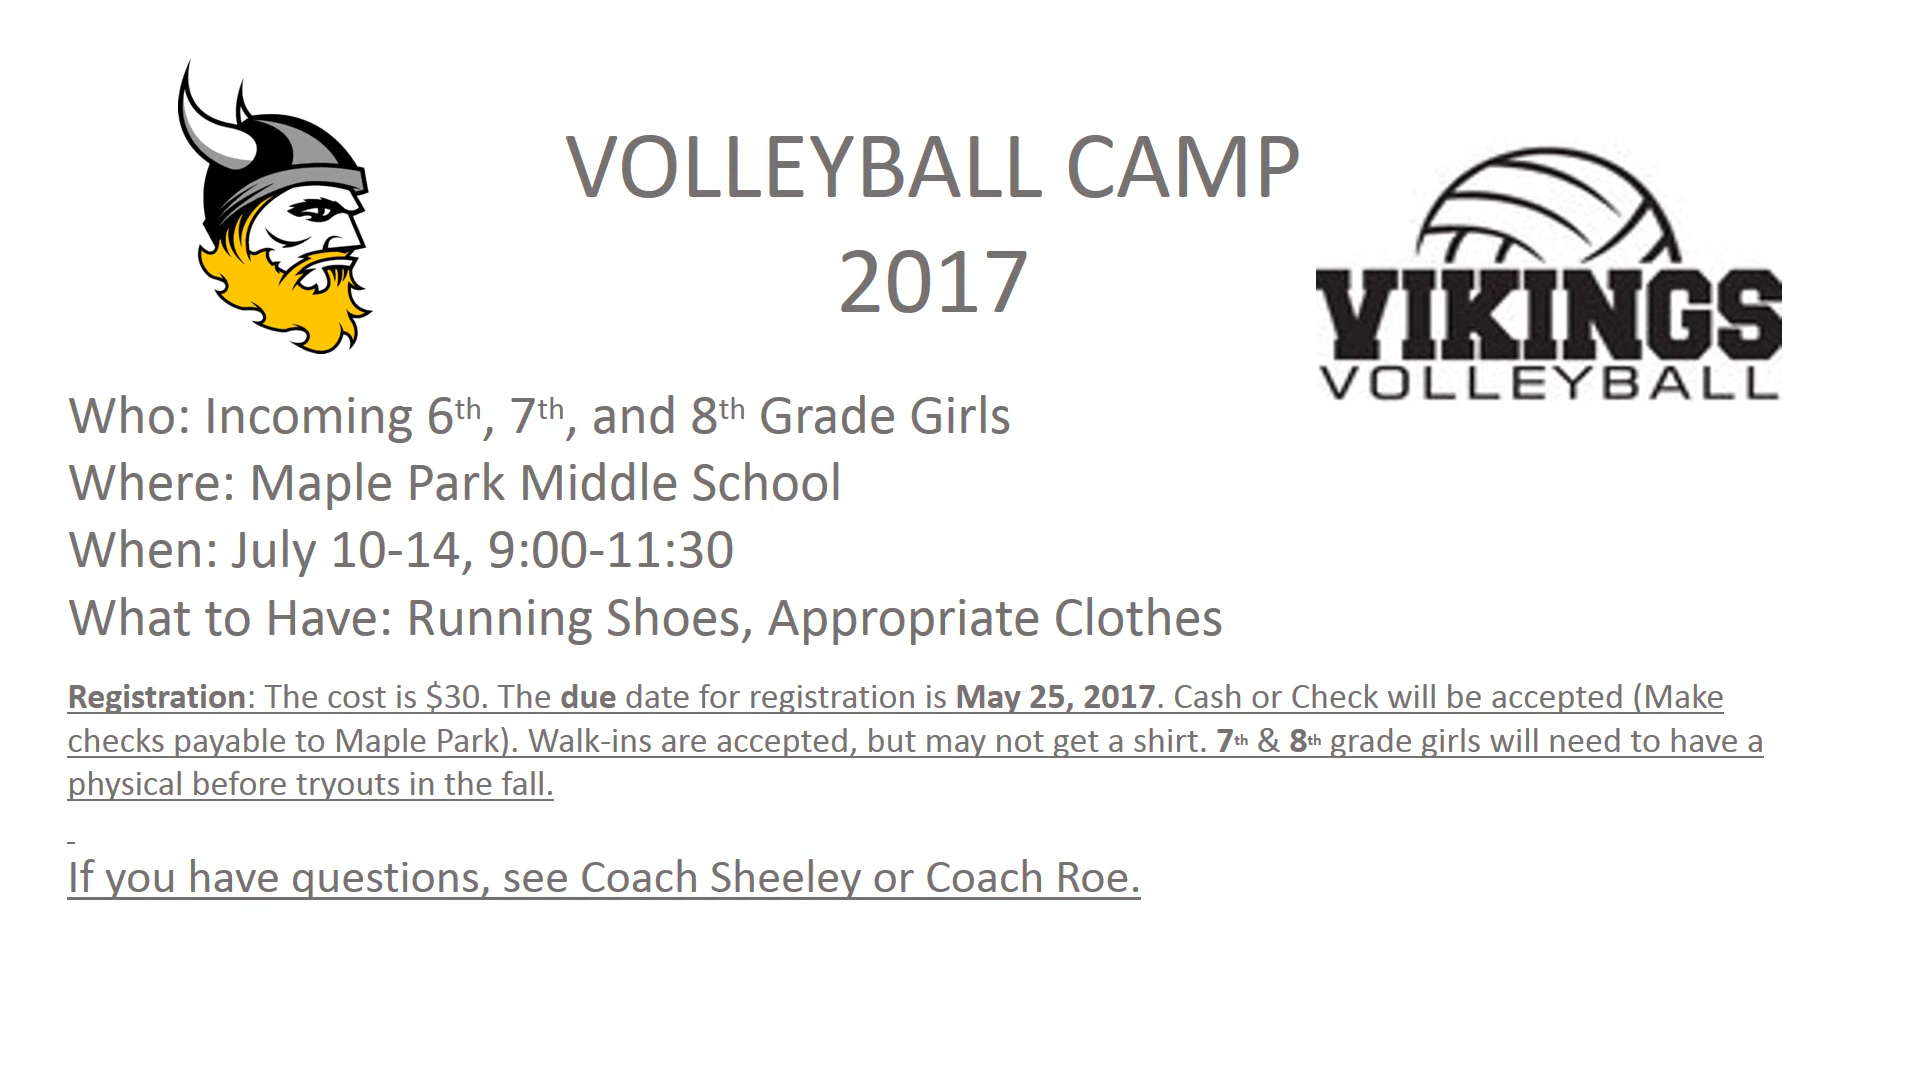 VOLLEYBALL CAMP
2017
VIKINGS
VOLLEYBALL
Who: Incoming 6th, 7th, and 8th Grade Girls
Where: Maple Park Middle School
When: July 10-14, 9:00-11:30
What to Have: Running Shoes, Appropriate Clothes
Registration: The cost is $30. The due date for registration is May 25, 2017. Cash or Check will be accepted (Make
checks payable to Maple Park). Walk-ins are accepted, but may not get a shirt. 7th & 8th grade girls will need to have a
physical before tryouts in the fall.
If you have questions, see Coach Sheeley or Coach Roe.